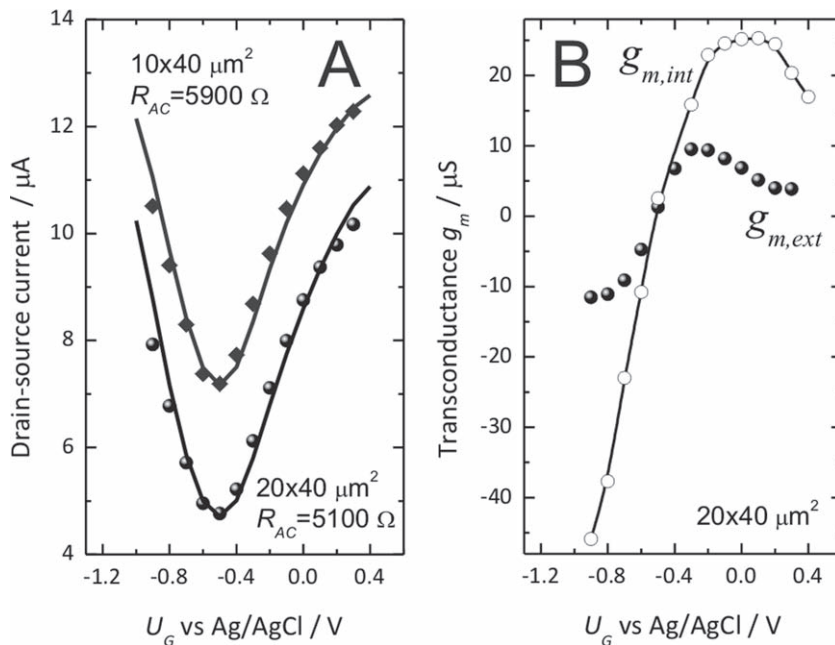 A
10x40 μm²
R_AC=5900 Ω
20x40 μm²
R_AC=5100 Ω
Drain-source current / μA
14
12
10
8
6
4
-1.2 -0.8 -0.4 0.0 0.4
U_G vs Ag/AgCl / V
B
g_m,int
g_m,ext
20x40 μm²
Transconductance g_m / μS
20
10
0
-10
-20
-30
-40
-1.2 -0.8 -0.4 0.0 0.4
U_G vs Ag/AgCl / V